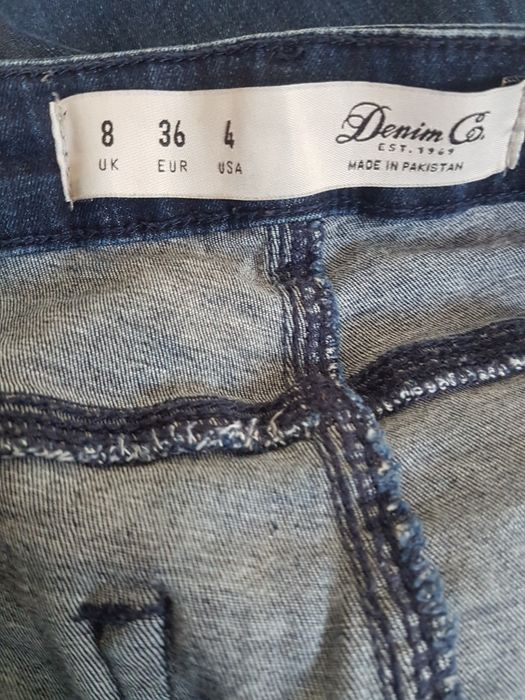 8 36 4
UK EUR USA
Denim Co.
EST. 1969
MADE IN PAKISTAN